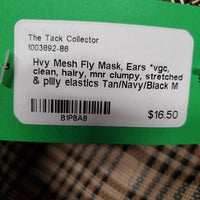 The Tack Collector
1003892-86
Hvy Mesh Fly Mask, Ears *vgc,
clean, hairy, mnr clumpy, stretched
& pilly elastics Tan/Navy/Black M
B1P8A8
$16.50